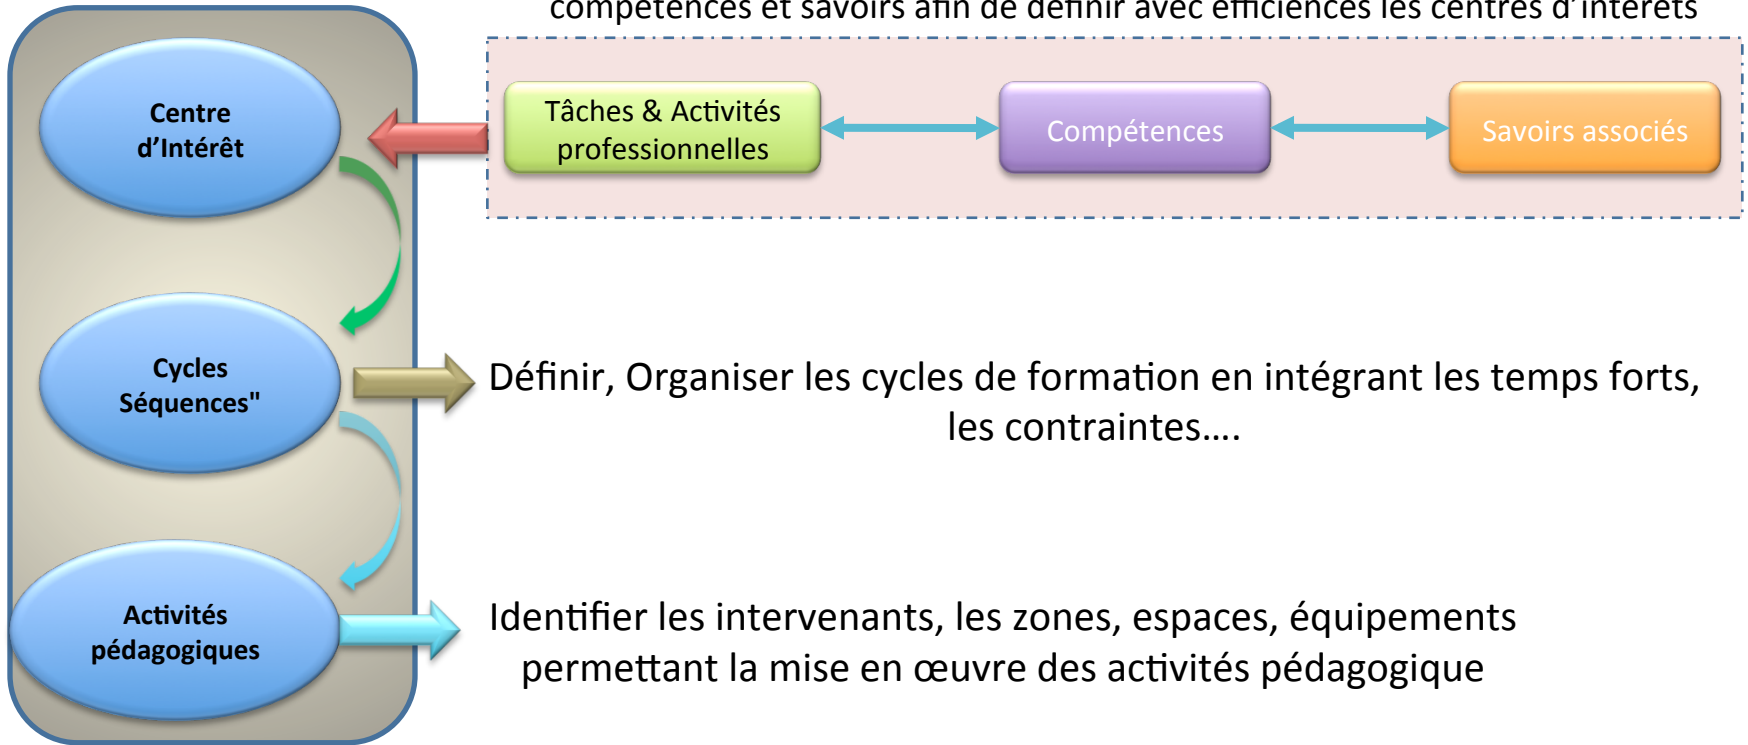 compétences et savoirs afin de définir avec efficiences les centres d'intérêts
Centre
d'Intérêt
Tâches & Activités
professionnelles
Compétences
Savoirs associés
Cycles
Séquences"
Définir, Organiser les cycles de formation en intégrant les temps forts,
les contraintes....
Activités
pédagogiques
Identifier les intervenants, les zones, espaces, équipements
permettant la mise en œuvre des activités pédagogique